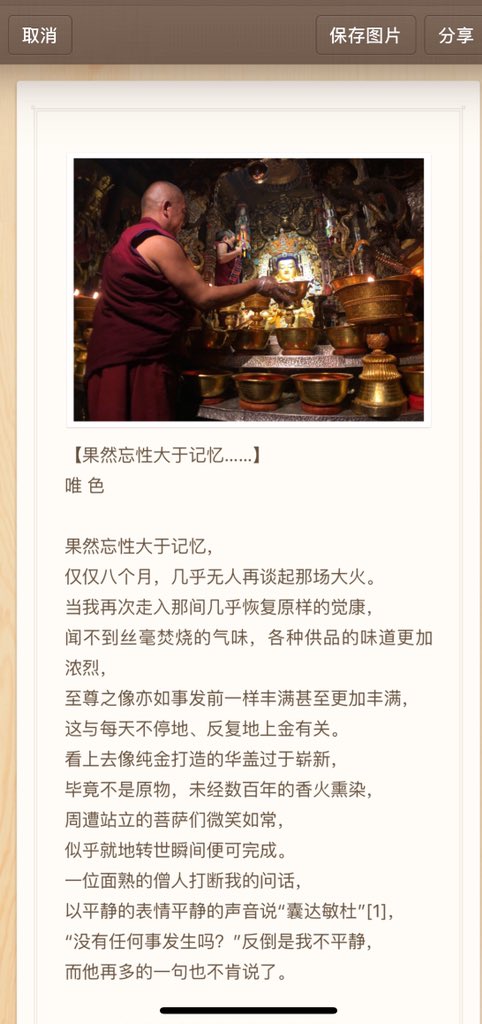 取消
保存图片
分享
【果然忘性大于记忆……】
唯 色
果然忘性大于记忆，
仅仅八个月，几乎无人再谈起那场大火。
当我再次走入那间几乎恢复原样的觉康，
闻不到丝毫焚烧的气味，各种供品的味道更加
浓烈，
至尊之像亦如事发前一样丰满甚至更加丰满，
这与每天不停地、反复地上金有关。
看上去像纯金打造的华盖过于崭新，
毕竟不是原物，未经数百年的香火熏染，
周遭站立的菩萨们微笑如常，
似乎就地转世瞬间便可完成。
一位面熟的僧人打断我的问话，
以平静的表情平静的声音说“囊达敏杜”[1]，
“没有任何事发生吗？”反倒是我不平静，
而他再多的一句也不肯说了。